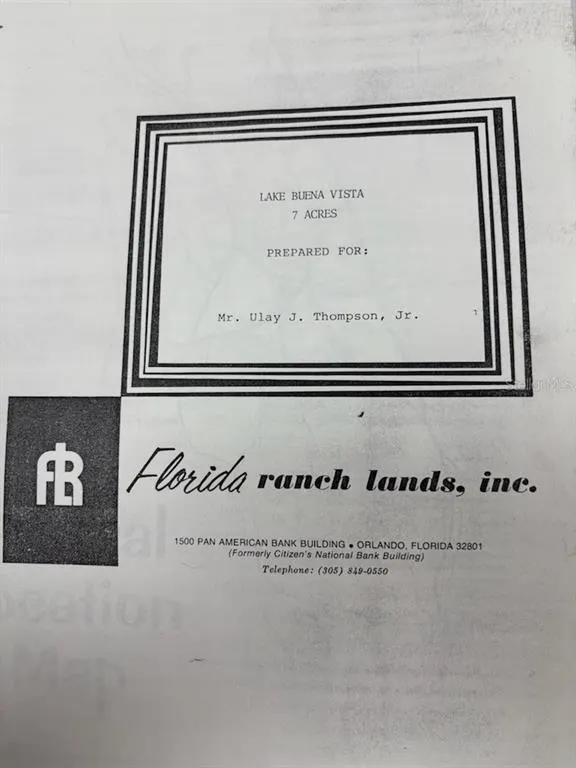 LAKE BUENA VISTA
7 ACRES
PREPARED FOR:
Mr. Ulay J. Thompson, Jr.
FLR
Florida ranch lands, inc.
1500 PAN AMERICAN BANK BUILDING • ORLANDO, FLORIDA 32801
(Formerly Citizen's National Bank Building)
Telephone: (305) 849-0550
Map